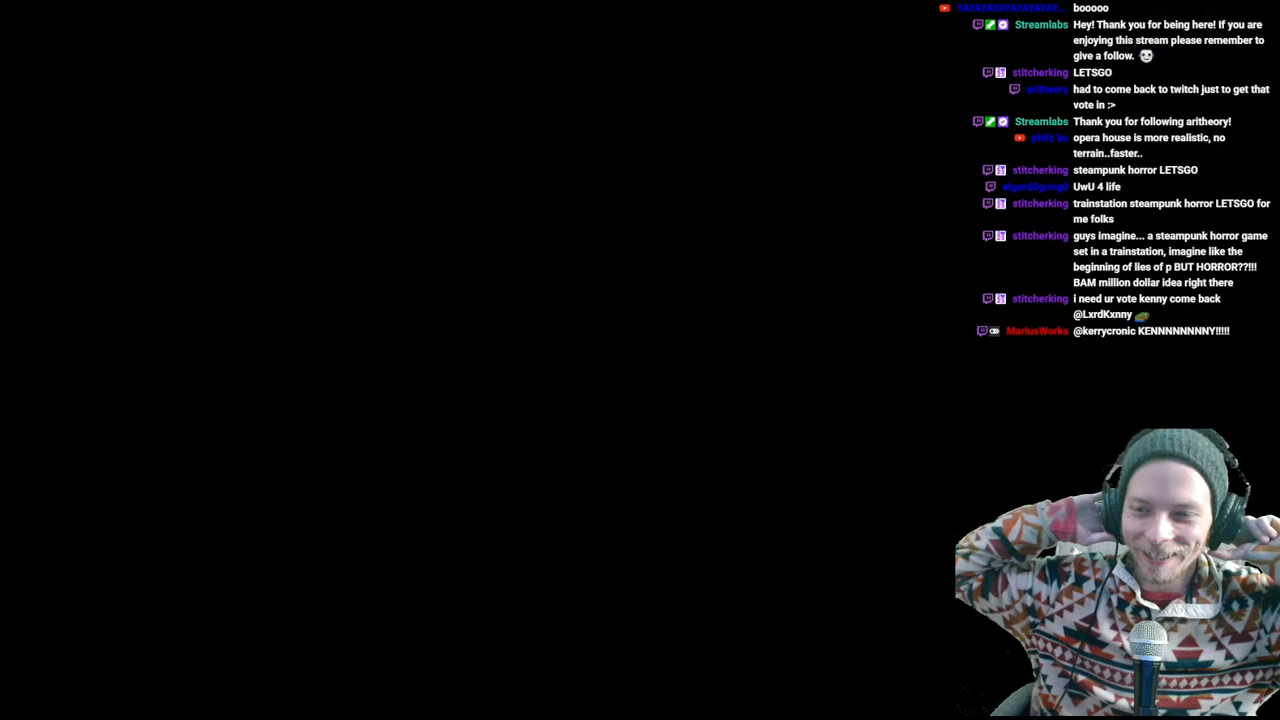 booooo
Streamlabs Hey! Thank you for being here! If you are
enjoying this stream please remember to
give a follow.
stitcherking LETSGO
aritheory had to come back to twitch just to get that
vote in :>
Streamlabs Thank you for following aritheory!
opera house is more realistic, no
terrain..faster..
stitcherking steampunk horror LETSGO
UwU 4 life
stitcherking trainstation steampunk horror LETSGO for
me folks
stitcherking guys imagine... a steampunk horror game
set in a trainstation, imagine like the
beginning of lies of p BUT HORROR??!!!
BAM million dollar idea right there
stitcherking i need ur vote kenny come back
@LxrdKxnny
MariusWorks @kerrycronic KENNNNNNNNY!!!!!